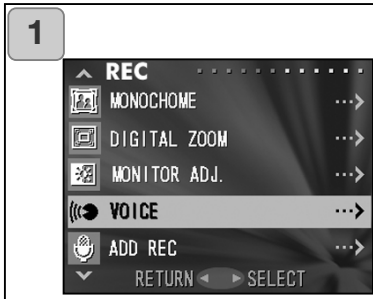 1
REC
MONOCHOME
DIGITAL ZOOM
MONITOR ADJ.
VOICE
ADD REC
RETURN SELECT